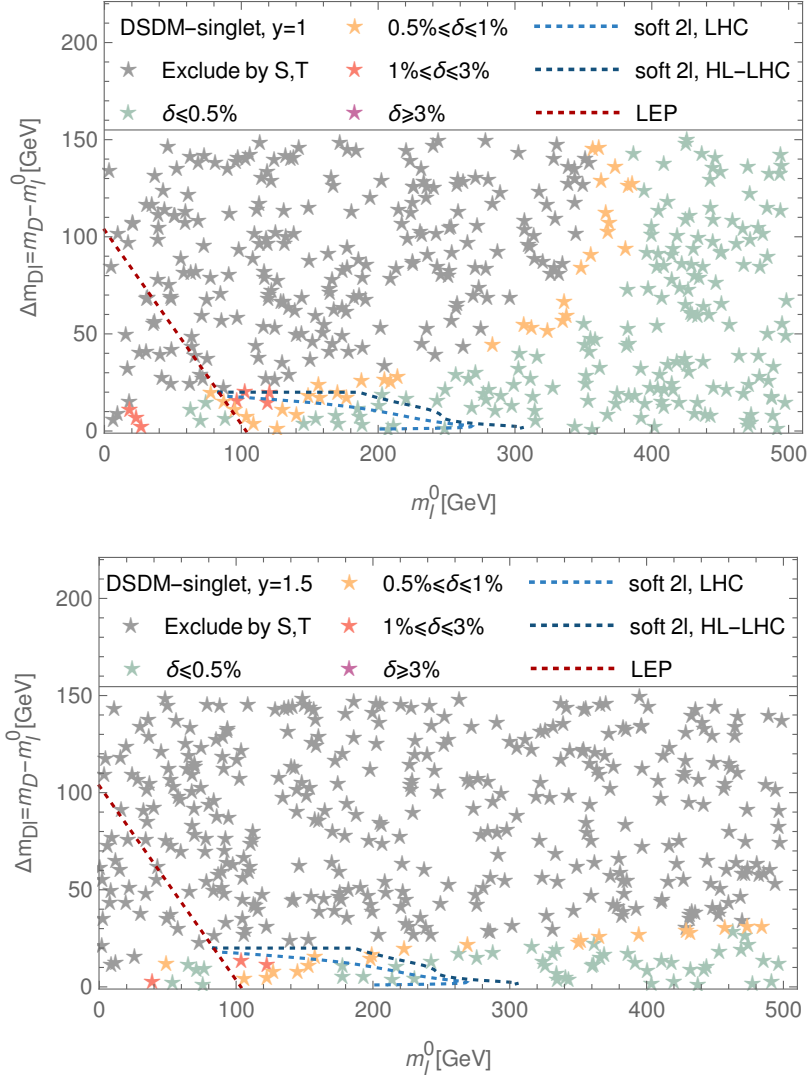 DSDM−singlet, y=1 ★ 0.5%⩽δ⩽1% soft 2l, LHC
★ Exclude by S,T ★ 1%⩽δ⩽3% soft 2l, HL−LHC
★ δ⩽0.5% ★ δ⩾3% LEP
200
150
100
50
0
Δm_Dl=m_D−m_l^0[GeV]
0 100 200 300 400 500
m_l^0[GeV]
DSDM−singlet, y=1.5 ★ 0.5%⩽δ⩽1% soft 2l, LHC
★ Exclude by S,T ★ 1%⩽δ⩽3% soft 2l, HL−LHC
★ δ⩽0.5% ★ δ⩾3% LEP
200
150
100
50
0
Δm_Dl=m_D−m_l^0[GeV]
0 100 200 300 400 500
m_l^0[GeV]